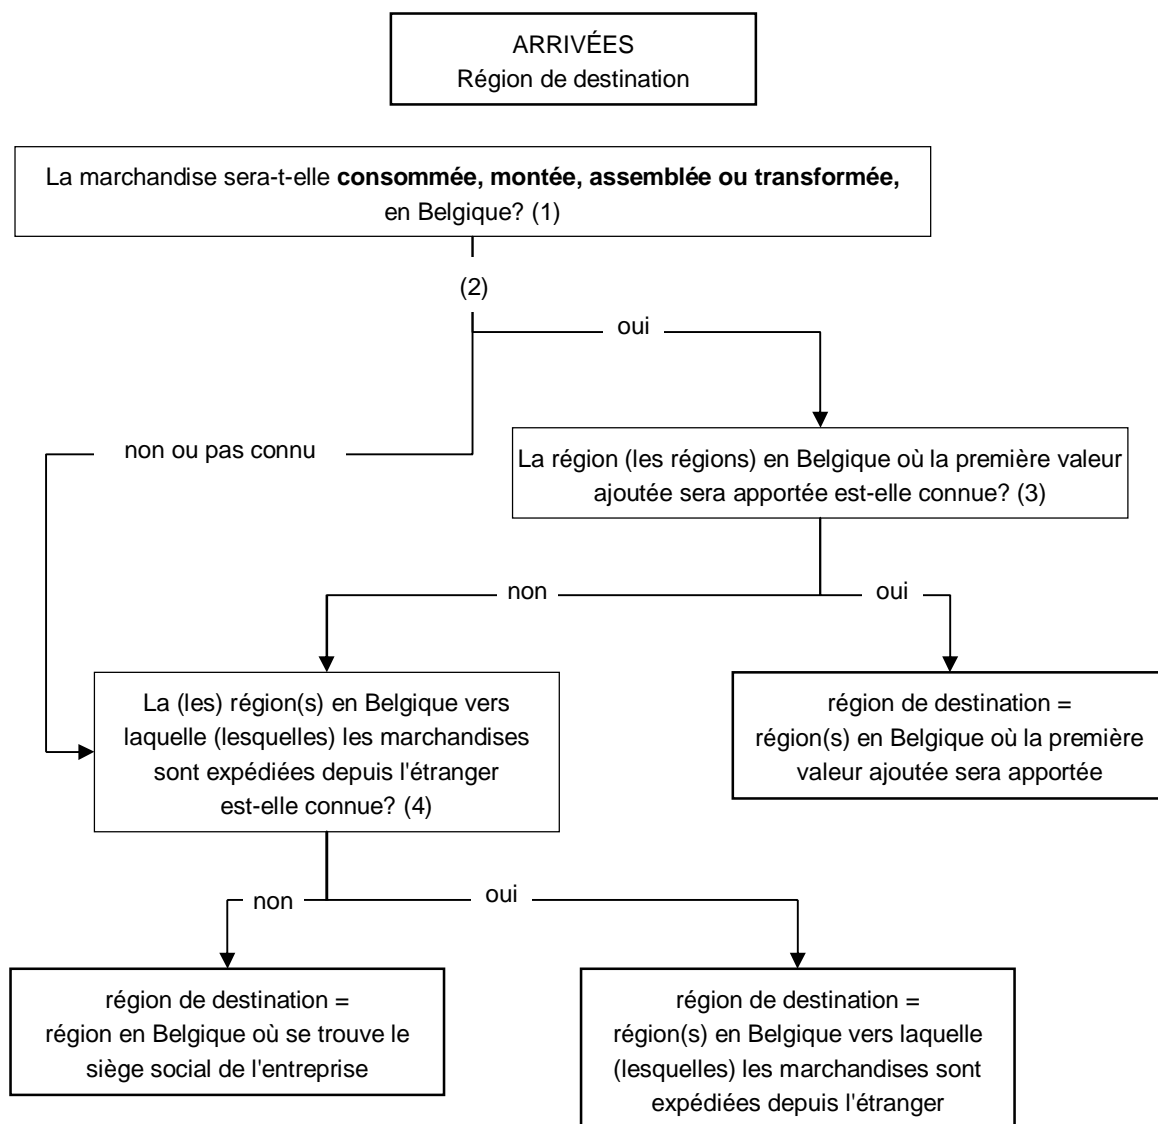 ARRIVÉES
Région de destination
La marchandise sera-t-elle consommée, montée, assemblée ou transformée,
en Belgique? (1)
(2)
oui
non ou pas connu
La région (les régions) en Belgique où la première valeur
ajoutée sera apportée est-elle connue? (3)
non
oui
La (les) région(s) en Belgique vers
laquelle (lesquelles) les marchandises
sont expédiées depuis l'étranger
est-elle connue? (4)
région de destination =
région(s) en Belgique où la première
valeur ajoutée sera apportée
non
oui
région de destination =
région en Belgique où se trouve le
siège social de l'entreprise
région de destination =
région(s) en Belgique vers laquelle
(lesquelles) les marchandises sont
expédiées depuis l'étranger